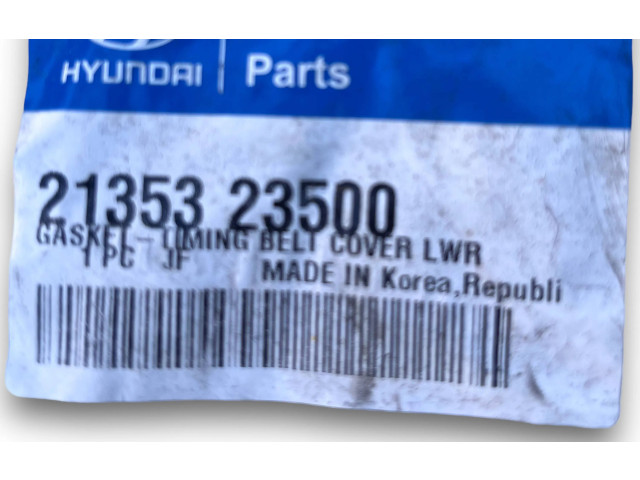 HYUNDAI | Parts
21353 23500
GASKET-TIMING BELT COVER LWR
1 PC JF
MADE IN Korea,Republi